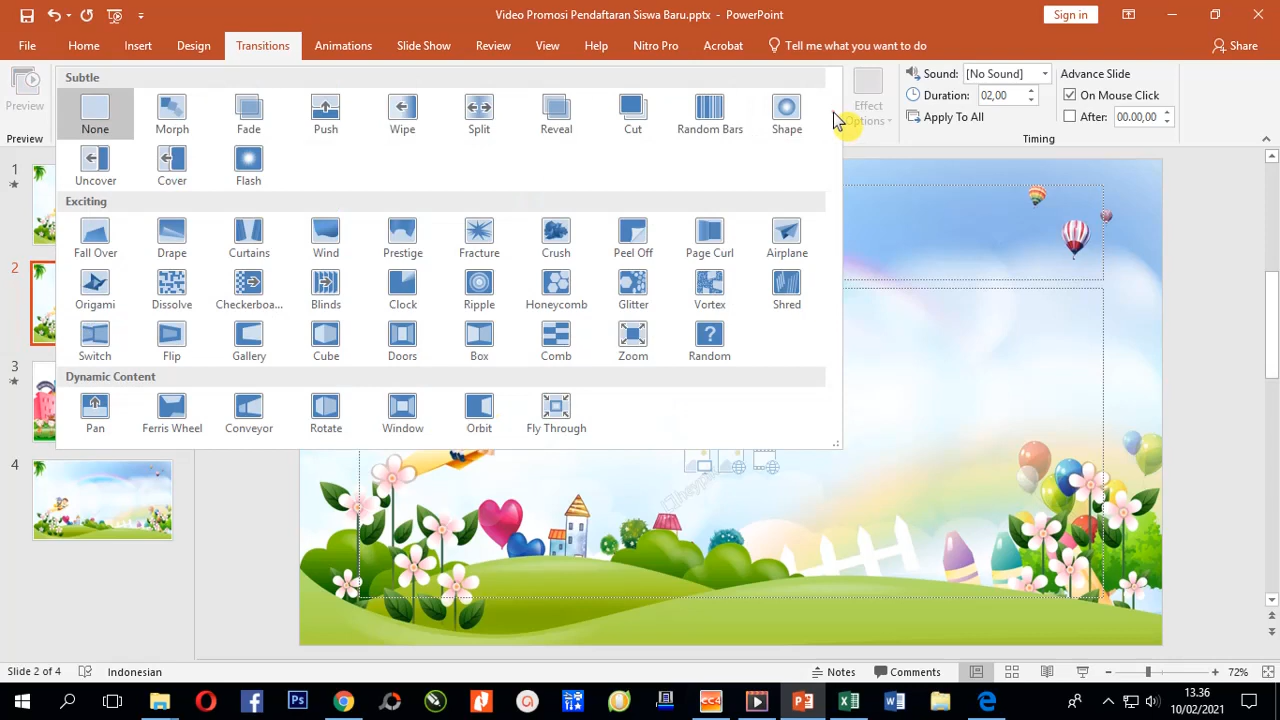 Video Promosi Pendaftaran Siswa Baru.pptx - PowerPoint
Sign in
File Home Insert Design Transitions Animations Slide Show Review View Help Nitro Pro Acrobat Tell me what you want to do Share
Preview
Preview
Subtle
None Morph Fade Push Wipe Split Reveal Cut Random Bars Shape
Uncover Cover Flash
Exciting
Fall Over Drape Curtains Wind Prestige Fracture Crush Peel Off Page Curl Airplane
Origami Dissolve Checkerboa... Blinds Clock Ripple Honeycomb Glitter Vortex Shred
Switch Flip Gallery Cube Doors Box Comb Zoom Random
Dynamic Content
Pan Ferris Wheel Conveyor Rotate Window Orbit Fly Through
Effect
Options
Sound: [No Sound]
Duration: 02,00
Apply To All
Advance Slide
On Mouse Click
After: 00.00,00
Timing
1
2
3
4
Slide 2 of 4 Indonesian Notes Comments 72%
13.36
10/02/2021